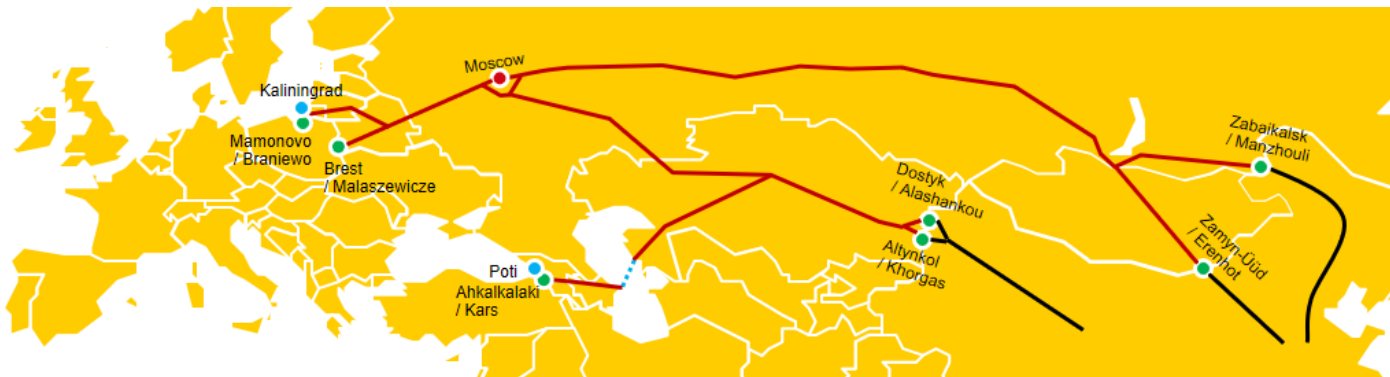 Moscow
Kaliningrad
Mamonovo
/ Braniewo
Brest
/ Malaszewicze
Poti
Ahkalkalaki
/ Kars
Dostyk
/ Alashankou
Altynkol
/ Khorgas
Zabaikalsk
/ Manzhouli
Zamyn-Üüd
/ Erenhot